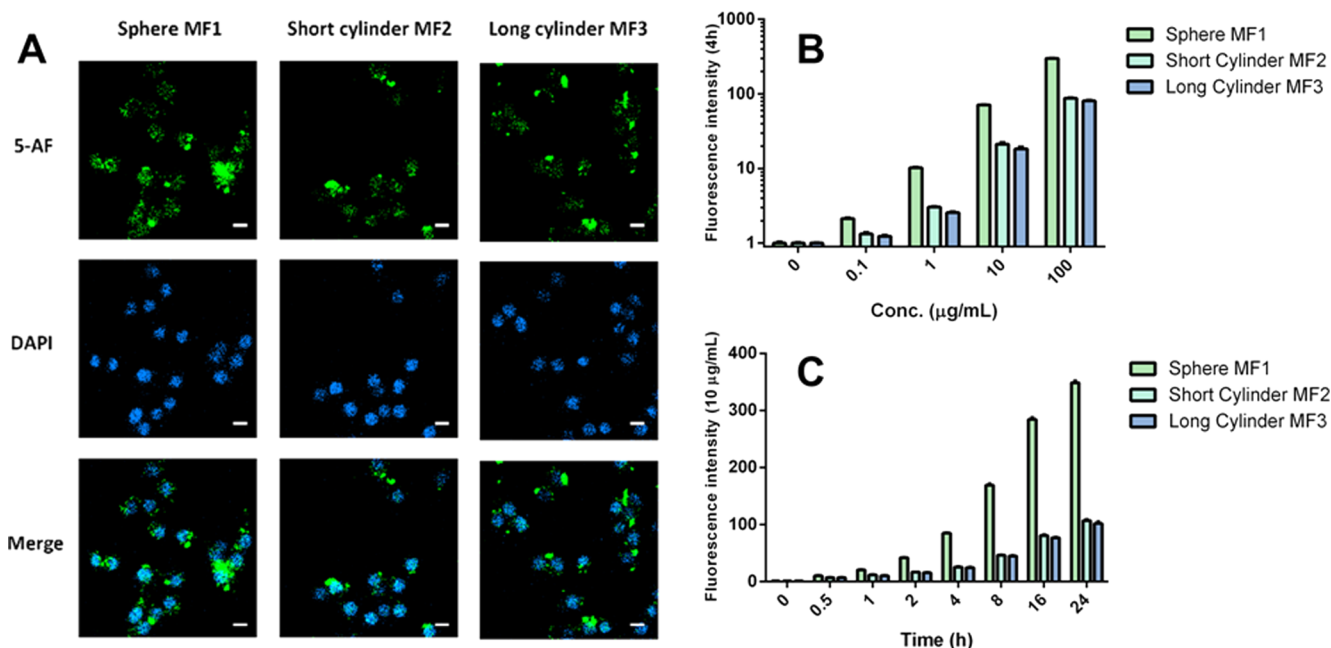 A
Sphere MF1
Short cylinder MF2
Long cylinder MF3
5-AF
DAPI
Merge
B
Fluorescence intensity (4h)
1000
100
10
1
0
0.1
1
10
100
Conc. (μg/mL)
Sphere MF1
Short Cylinder MF2
Long Cylinder MF3
C
Fluorescence intensity (10 μg/mL)
400
300
200
100
0
0
0.5
1
2
4
8
16
24
Time (h)
Sphere MF1
Short Cylinder MF2
Long Cylinder MF3